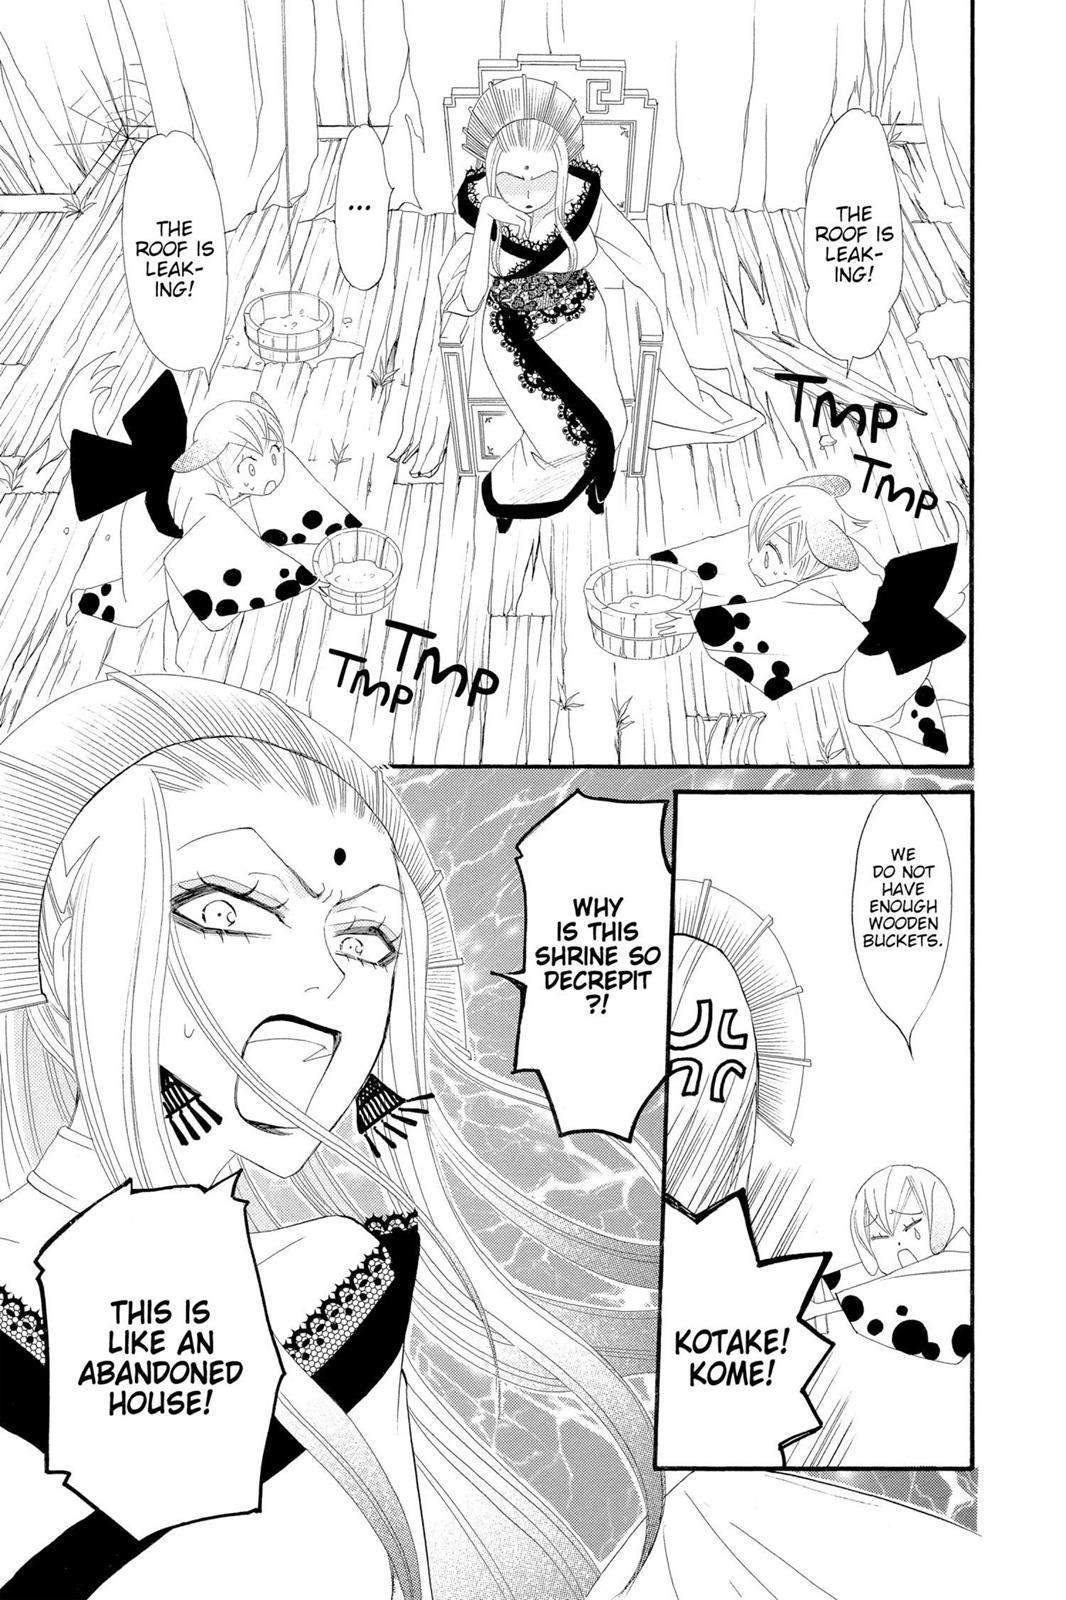 THE
ROOF IS
LEAK-
ING!
TMP
TMP
...
THE
ROOF IS
LEAK-
ING!
TMP
TMP
WE
DO NOT
HAVE
ENOUGH
WOODEN
BUCKETS.
KOTAKE!
KOME!
WHY
IS THIS
SHRINE SO
DECREPIT
?!
THIS IS
LIKE AN
ABANDONED
HOUSE!